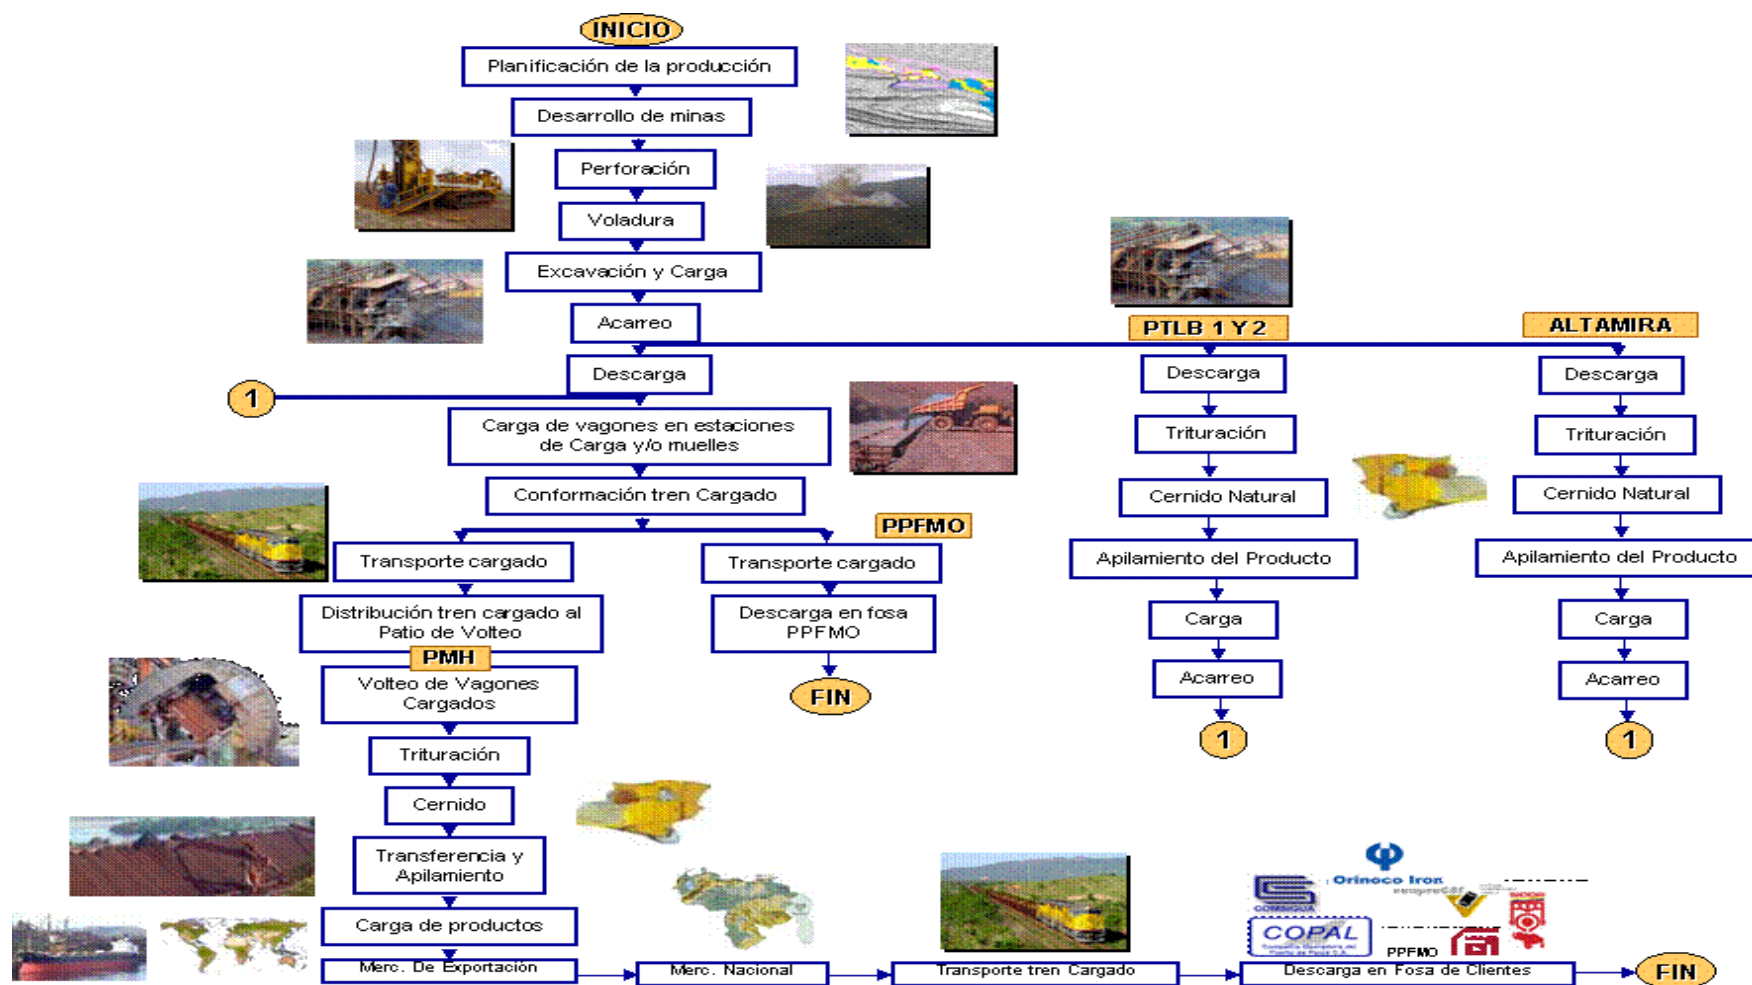 INICIO
Planificación de la producción
Desarrollo de minas
Perforación
Voladura
Excavación y Carga
Acarreo
PTLB 1 Y 2
ALTAMIRA
Descarga
Descarga
Descarga
1
Carga de vagones en estaciones
de Carga y/o muelles
Trituración
Trituración
Conformación tren Cargado
Cernido Natural
Cernido Natural
PPFMO
Transporte cargado
Transporte cargado
Apilamiento del Producto
Apilamiento del Producto
Distribución tren cargado al
Patio de Volteo
Descarga en fosa
PPFMO
Carga
Carga
PMH
Volteo de Vagones
Cargados
FIN
Acarreo
Acarreo
1
1
Trituración
Cernido
Transferencia y
Apilamiento
Carga de productos
Orinoco Iron
COMSIGUA
COPAL
PPFMO
Merc. De Exportación
Merc. Nacional
Transporte tren Cargado
Descarga en Fosa de Clientes
FIN